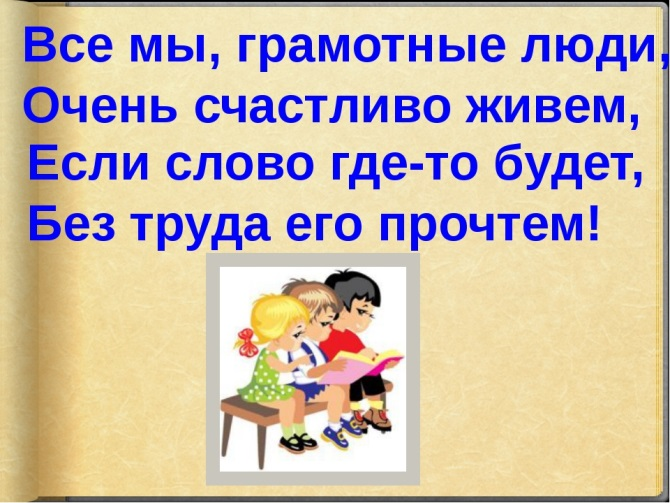 Все мы, грамотные люди,
Очень счастливо живем,
Если слово где-то будет,
Без труда его прочтем!